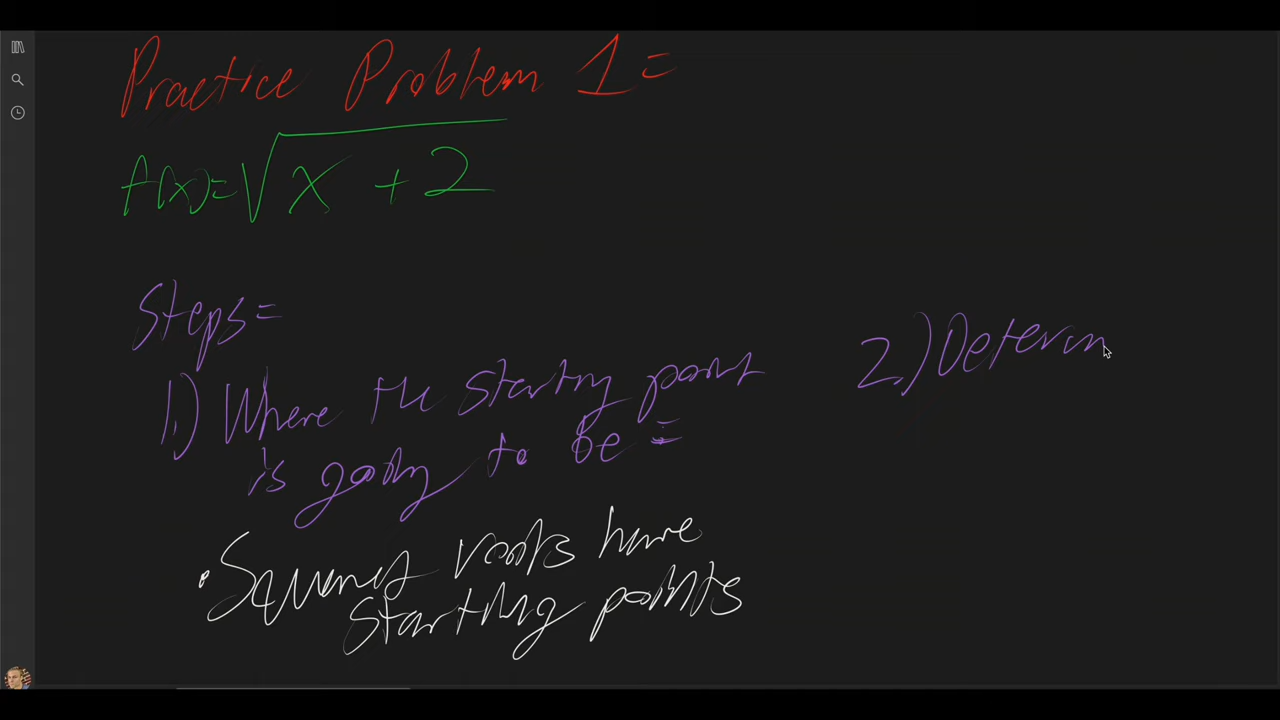 Practice Problem 1=
f(x)=√x + 2
Steps=
1.) Where the starting point
is going to be =
• Squared roots have
starting points
2.) Determ